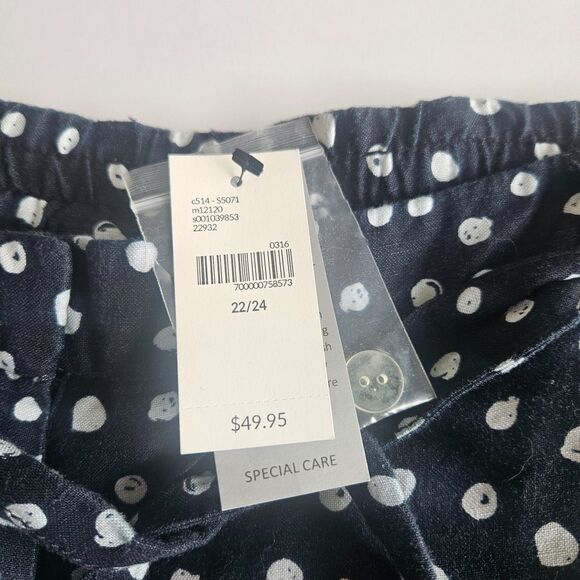 c514 - S5071
m12120
s001039853
22932
0316
700000758573
22/24
$49.95
SPECIAL CARE